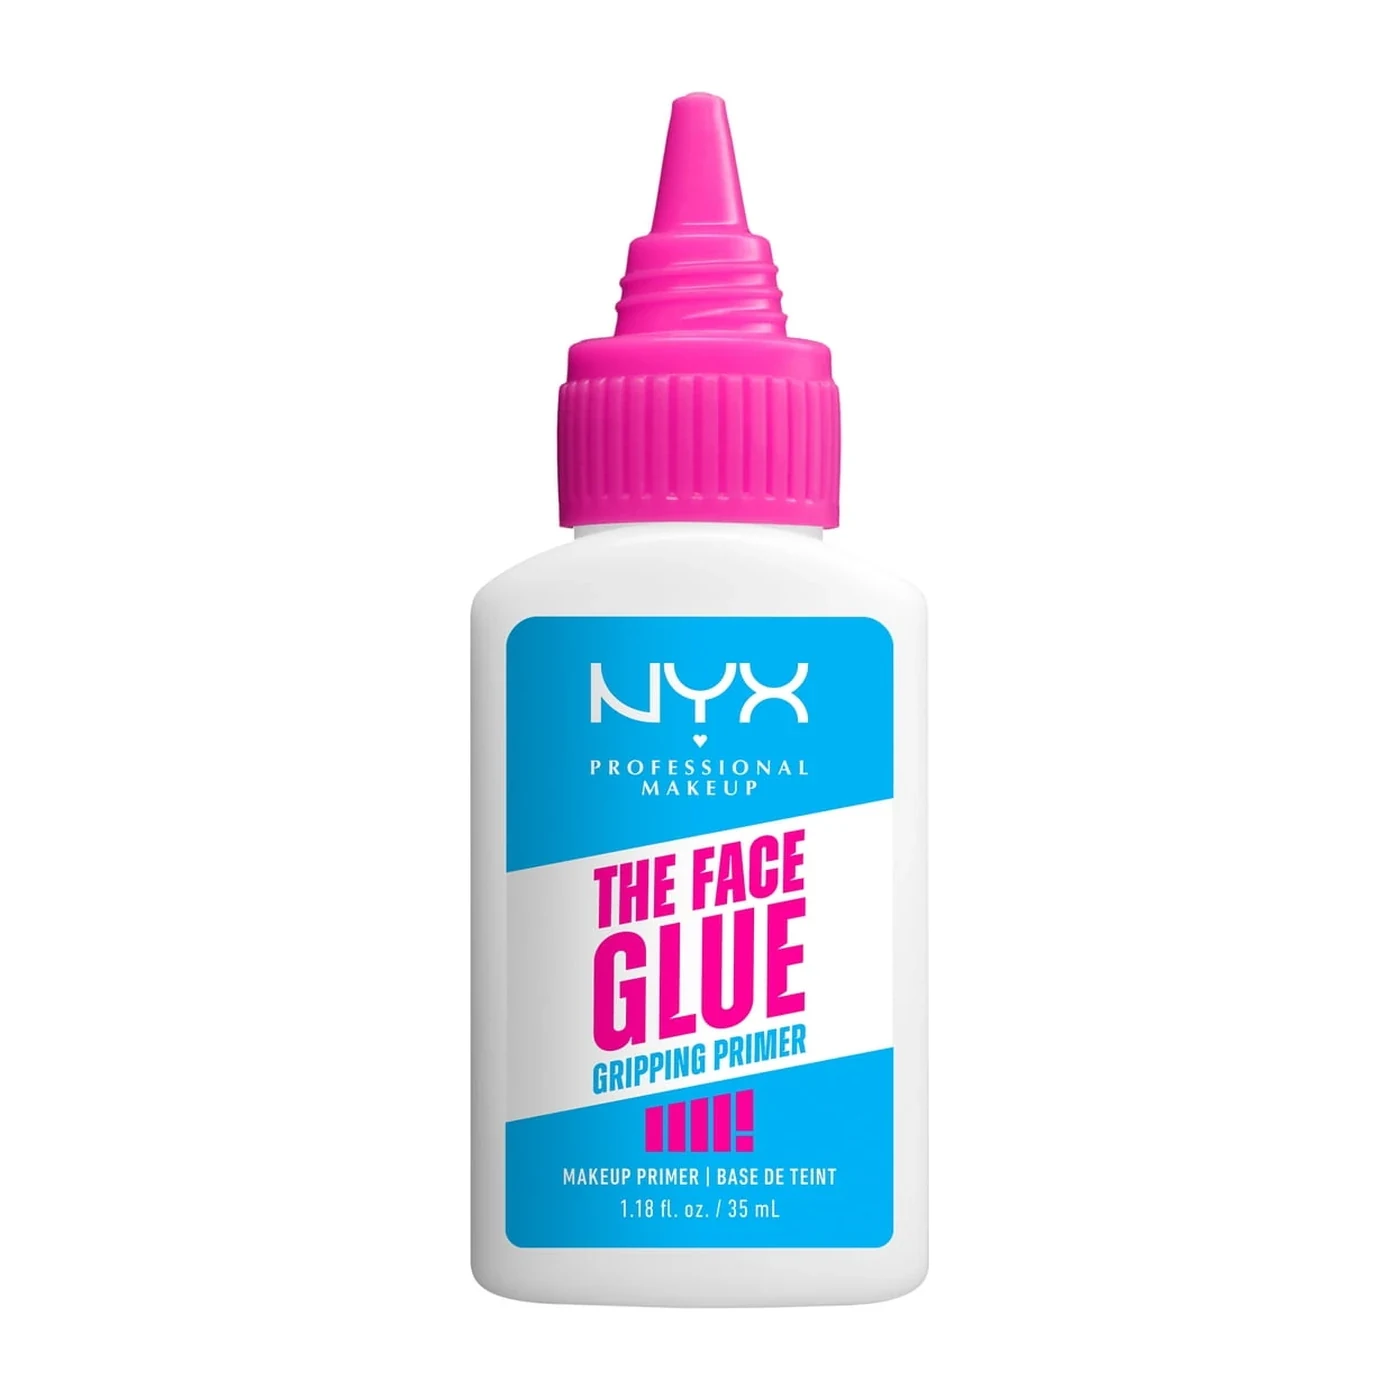 NYX
PROFESSIONAL
MAKEUP
THE FACE
GLUE
GRIPPING PRIMER
MAKEUP PRIMER | BASE DE TEINT
1.18 fl. oz. / 35 mL